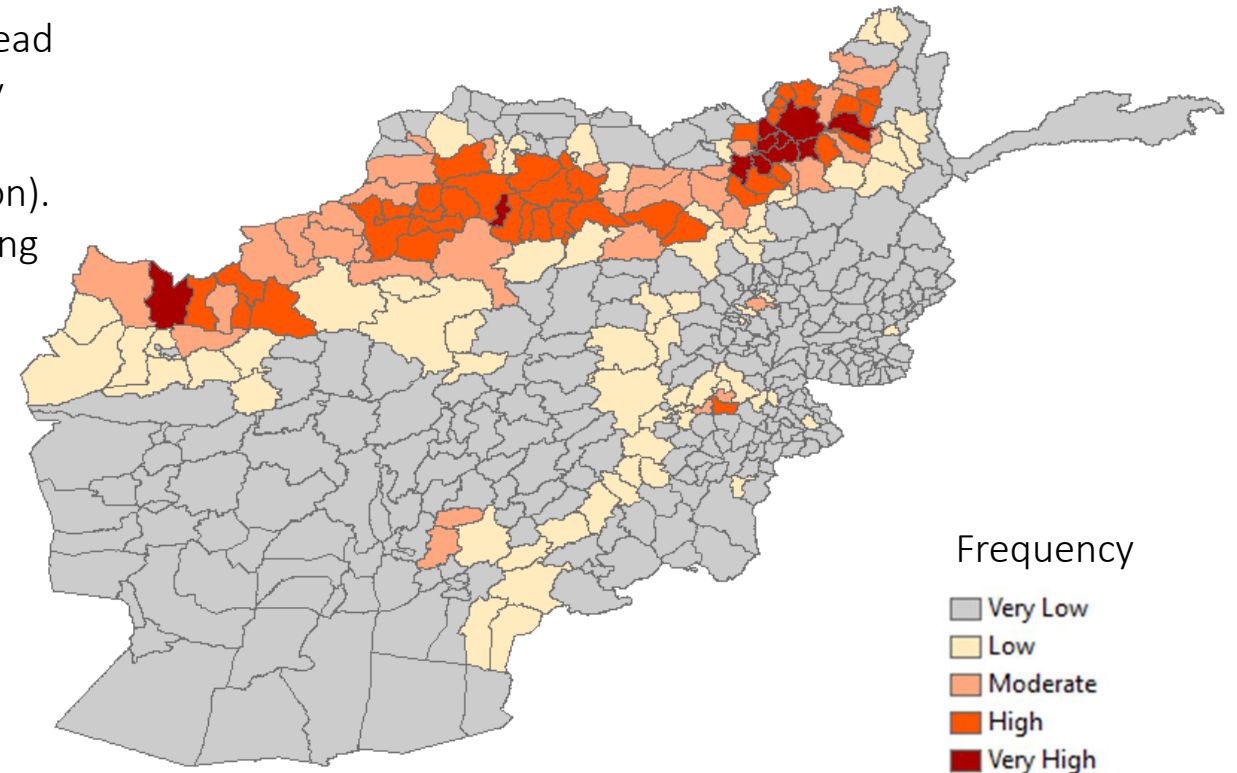 ead
y
on).
ng
Frequency
Very Low
Low
Moderate
High
Very High